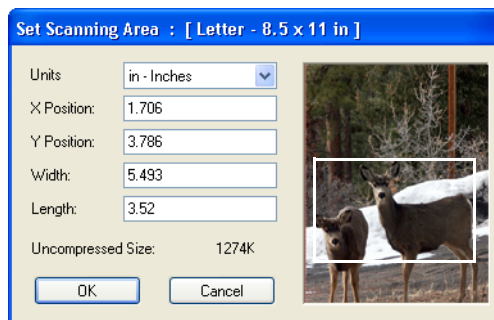 Set Scanning Area : [ Letter - 8.5 x 11 in ]
Units in - Inches
X Position: 1.706
Y Position: 3.786
Width: 5.493
Length: 3.52
Uncompressed Size: 1274K
OK Cancel